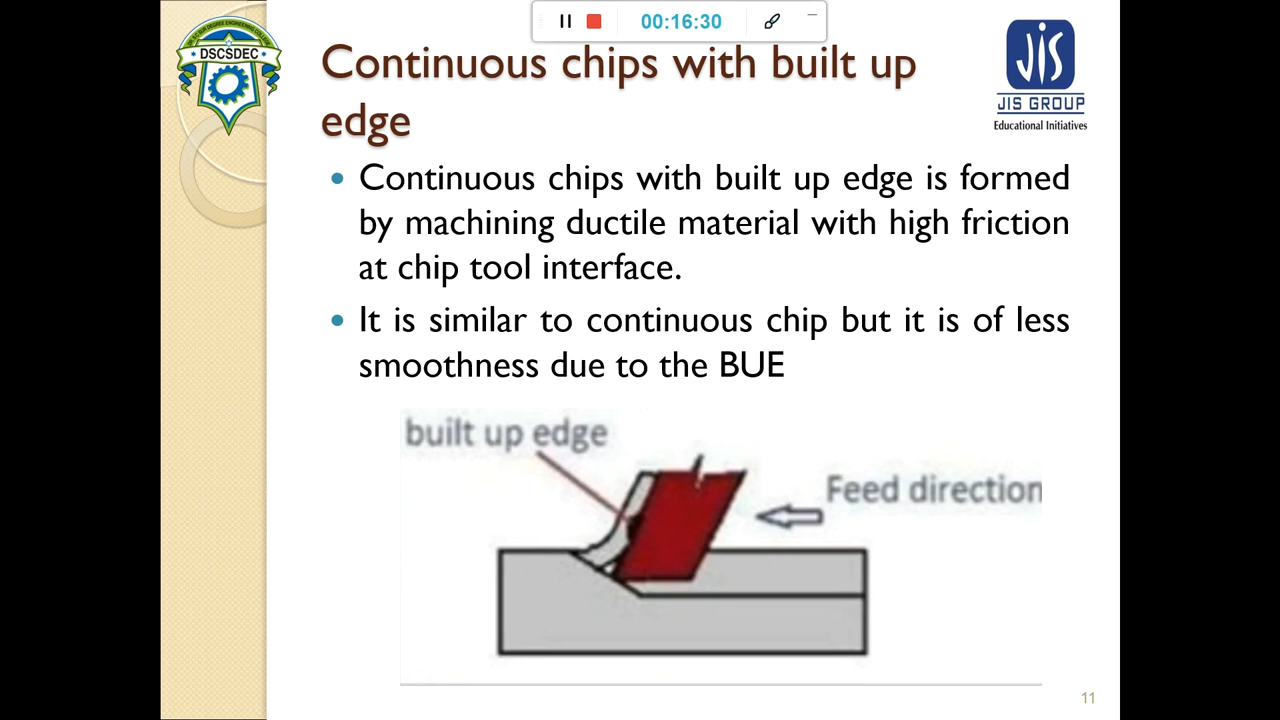 00:16:30
DSCSDEC
JIS
JIS GROUP
Educational Initiatives
Continuous chips with built up
edge
• Continuous chips with built up edge is formed
by machining ductile material with high friction
at chip tool interface.
• It is similar to continuous chip but it is of less
smoothness due to the BUE
built up edge
Feed direction
11